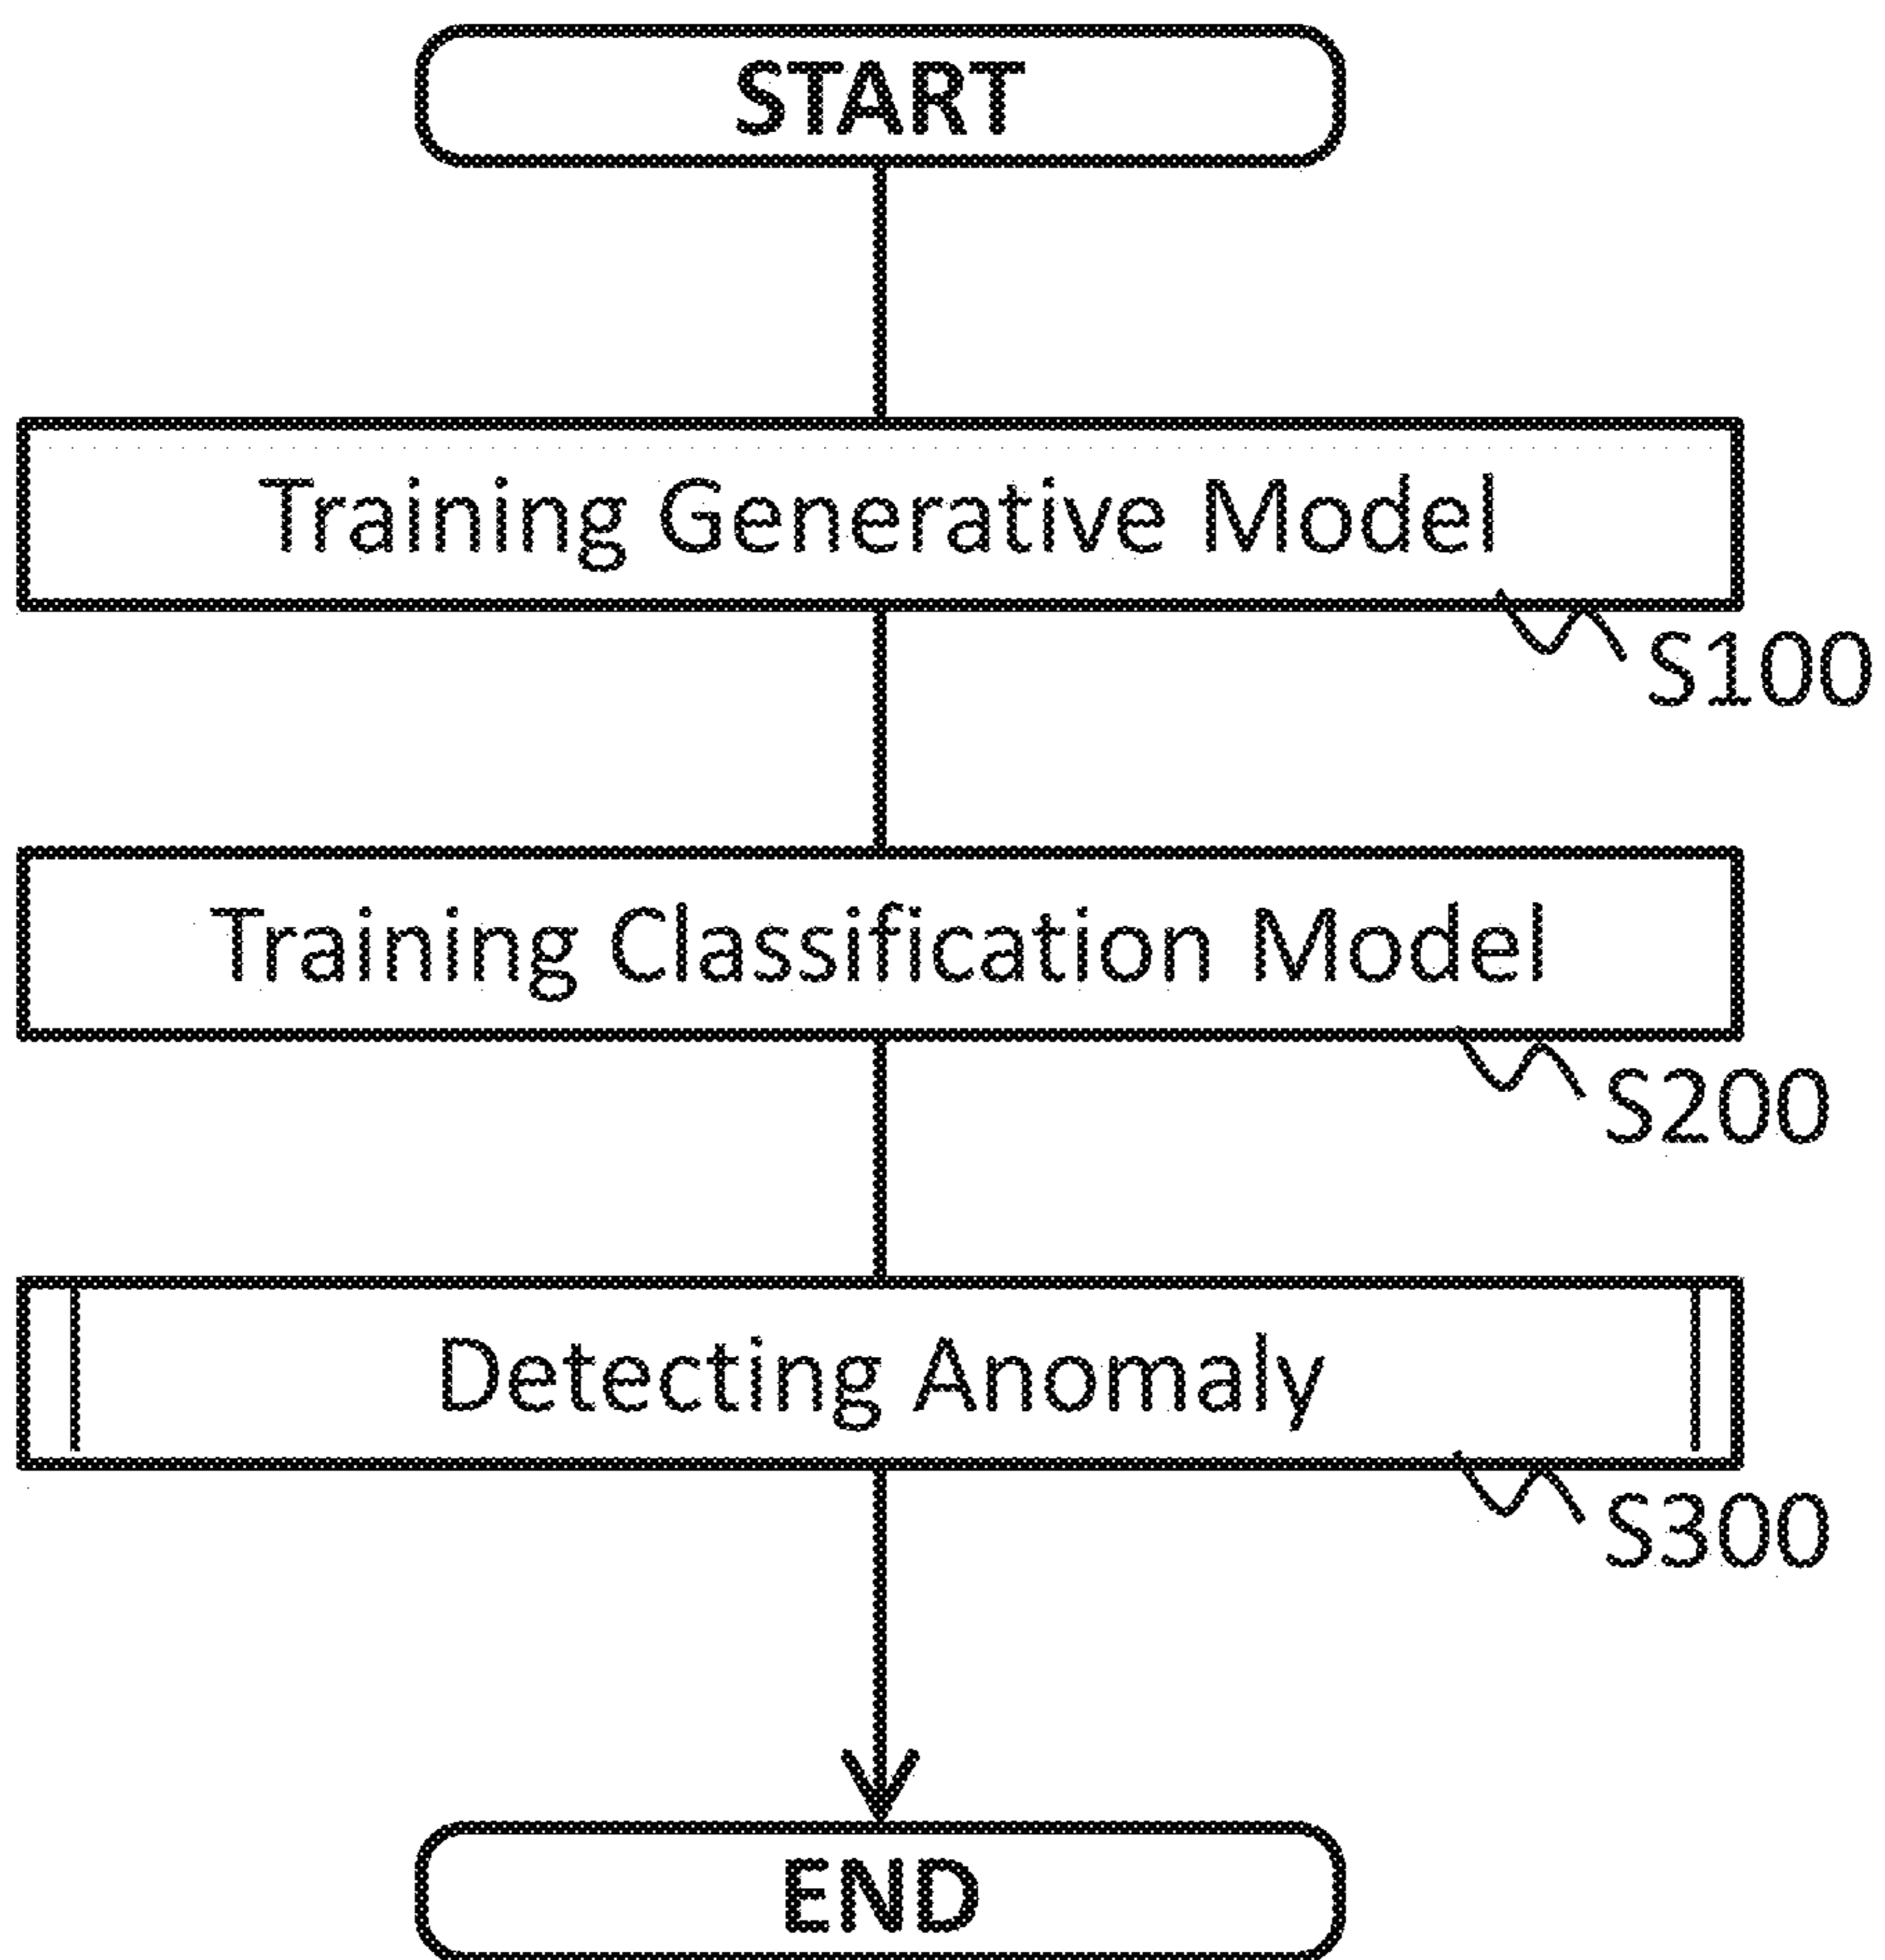 START
Training Generative Model
S100
Training Classification Model
S200
Detecting Anomaly
S300
END